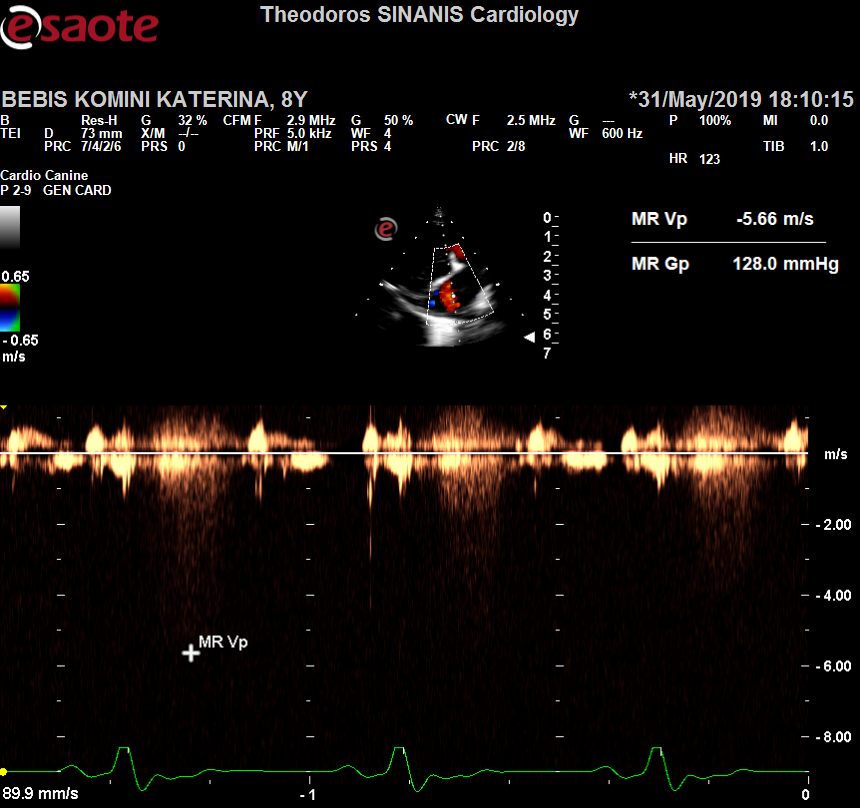 Theodoros SINANIS Cardiology
esaote
BEBIS KOMINI KATERINA, 8Y *31/May/2019 18:10:15
B Res-H G 32 % CFM F 2.9 MHz G 50 % CW F 2.5 MHz G --- P 100% MI 0.0
TEI D 73 mm X/M --/-- PRF 5.0 kHz WF 4 WF 600 Hz TIB 1.0
PRC 7/4/2/6 PRS 0 PRC M/1 PRS 4 PRC 2/8
HR 123
Cardio Canine
P 2-9 GEN CARD
MR Vp -5.66 m/s
MR Gp 128.0 mmHg
0.65
- 0.65
m/s
e
0
1
2
3
4
5
6
7
m/s
- 2.00
- 4.00
MR Vp
- 6.00
- 8.00
89.9 mm/s
- 1
0